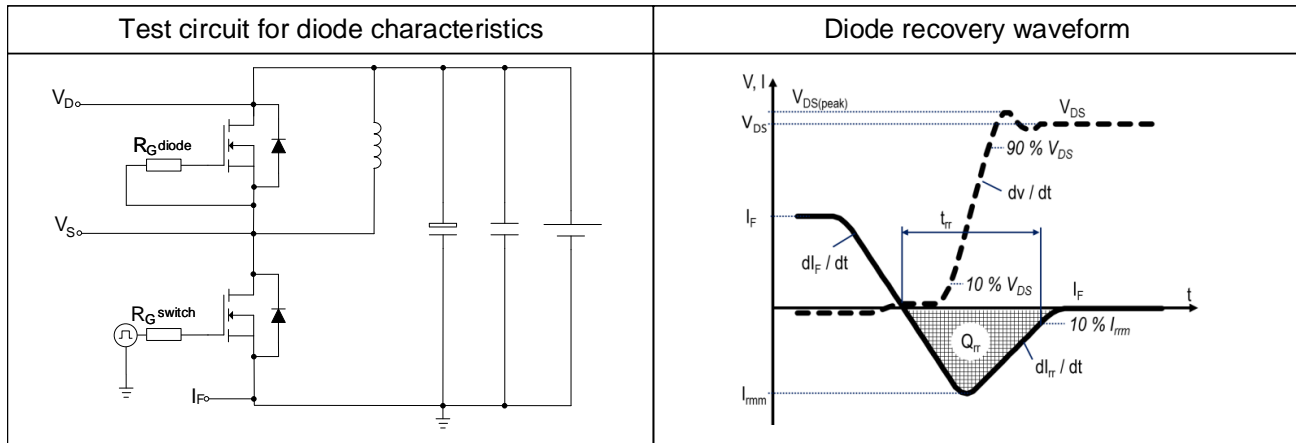 Test circuit for diode characteristics
V_D
R_G diode
V_S
R_G switch
I_F
Diode recovery waveform
V, I
V_DS(peak)
V_DS
V_DS
90 % V_DS
dv / dt
I_F
t_rr
dI_F / dt
10 % V_DS
I_F
t
10 % I_rrm
Q_rr
dI_rr / dt
I_rrm